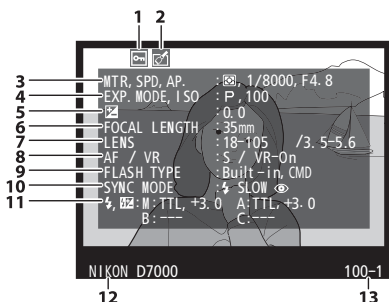 1 2
3 MTR, SPD, AP. : 1/8000, F4. 8
4 EXP. MODE, ISO : P, 100
5 : 0. 0
6 FOCAL LENGTH : 35mm
7 LENS : 18-105 /3. 5-5. 6
8 AF / VR : S / VR-On
9 FLASH TYPE : Built-in, CMD
10 SYNC MODE : SLOW
11 , : M: TTL, +3. 0 A: TTL, +3. 0
B: --- C: ---
NIKON D7000 100-1
12 13